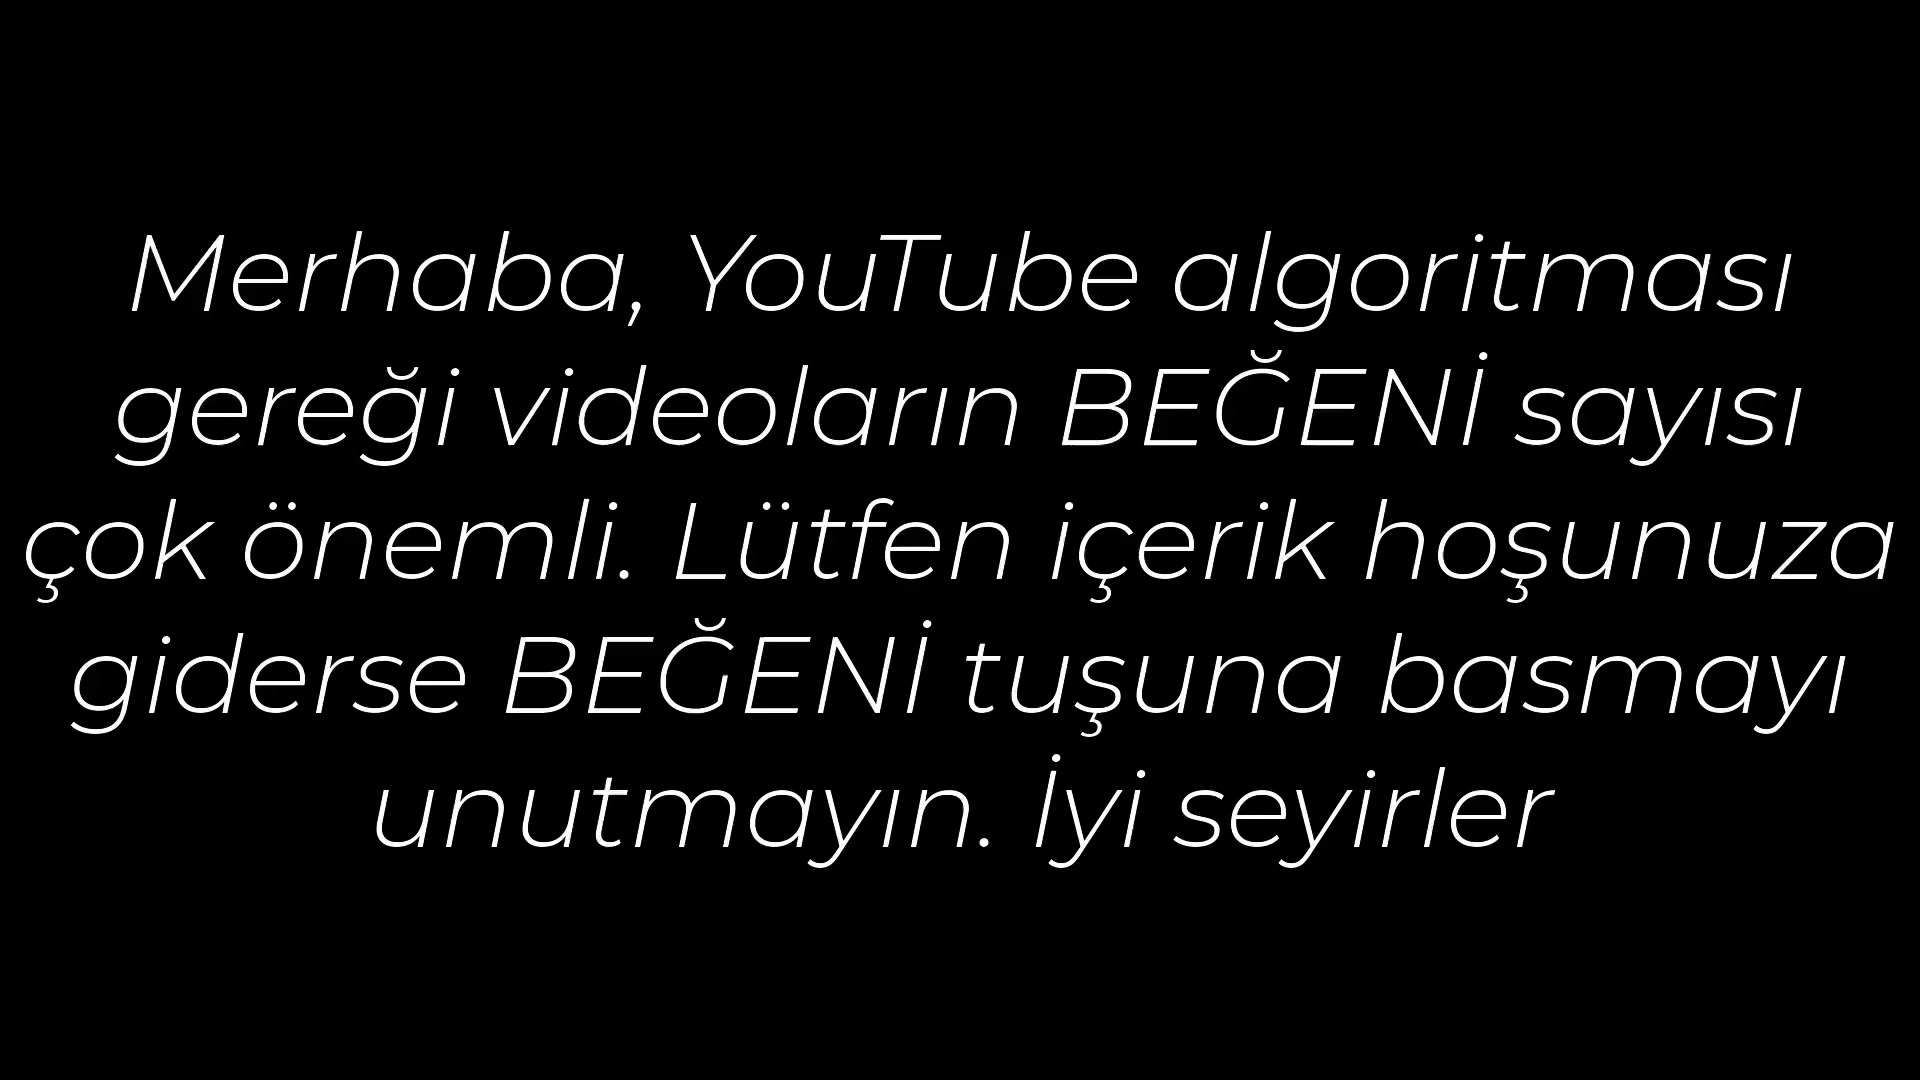 Merhaba, YouTube algoritması
gereği videoların BEĞENİ sayısı
çok önemli. Lütfen içerik hoşunuza
giderse BEĞENİ tuşuna basmayı
unutmayın. İyi seyirler